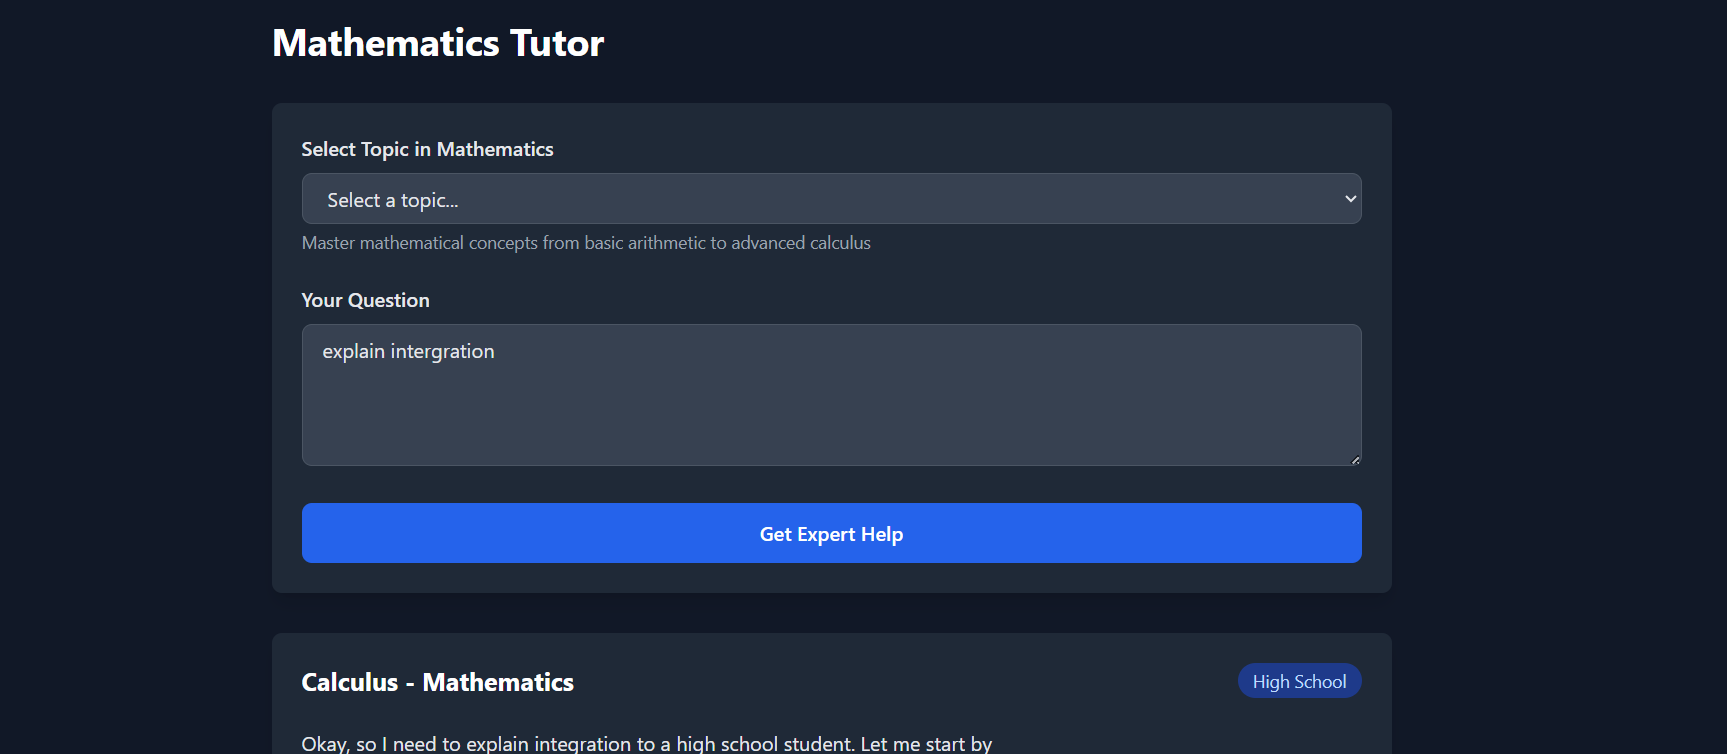 Mathematics Tutor
Select Topic in Mathematics
Select a topic...
Master mathematical concepts from basic arithmetic to advanced calculus
Your Question
explain intergration
Get Expert Help
Calculus - Mathematics
High School
Okay, so I need to explain integration to a high school student. Let me start by